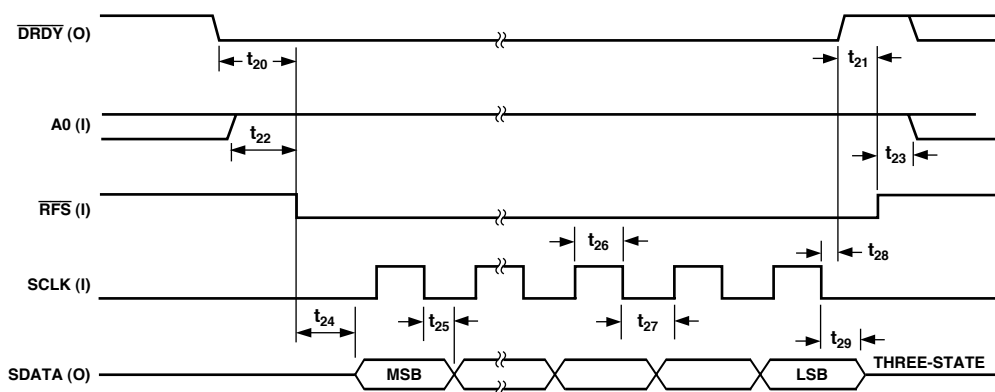 DRDY (O)
t20
t21
A0 (I)
t22
t23
RFS (I)
t26
t28
SCLK (I)
t24
t25
t27
t29
THREE-STATE
SDATA (O)
MSB
LSB